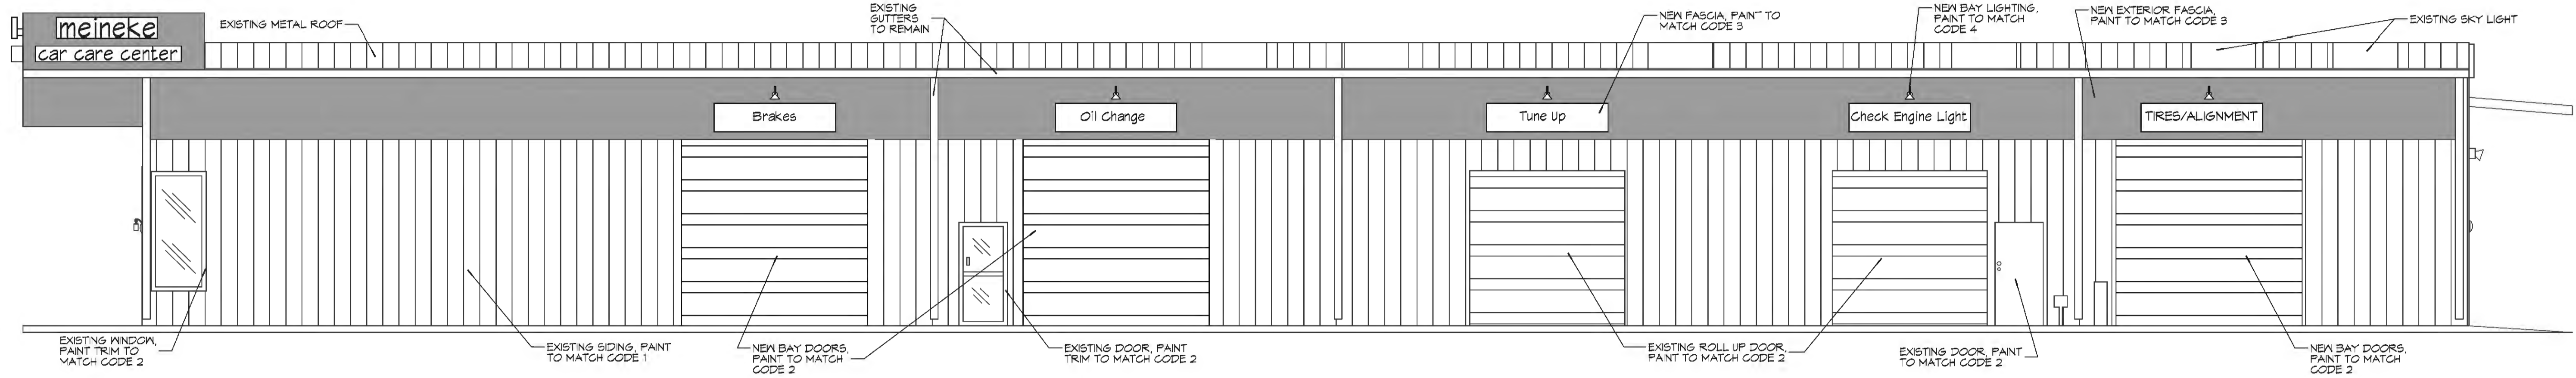 meineke
car care center
EXISTING METAL ROOF
EXISTING
GUTTERS
TO REMAIN
NEW FASCIA, PAINT TO
MATCH CODE 3
NEW BAY LIGHTING,
PAINT TO MATCH
CODE 4
NEW EXTERIOR FASCIA,
PAINT TO MATCH CODE 3
EXISTING SKY LIGHT
Brakes
Oil Change
Tune Up
Check Engine Light
TIRES/ALIGNMENT
EXISTING WINDOW,
PAINT TRIM TO
MATCH CODE 2
EXISTING SIDING, PAINT
TO MATCH CODE 1
NEW BAY DOORS,
PAINT TO MATCH
CODE 2
EXISTING DOOR, PAINT
TRIM TO MATCH CODE 2
EXISTING ROLL UP DOOR,
PAINT TO MATCH CODE 2
EXISTING DOOR, PAINT
TO MATCH CODE 2
NEW BAY DOORS,
PAINT TO MATCH
CODE 2